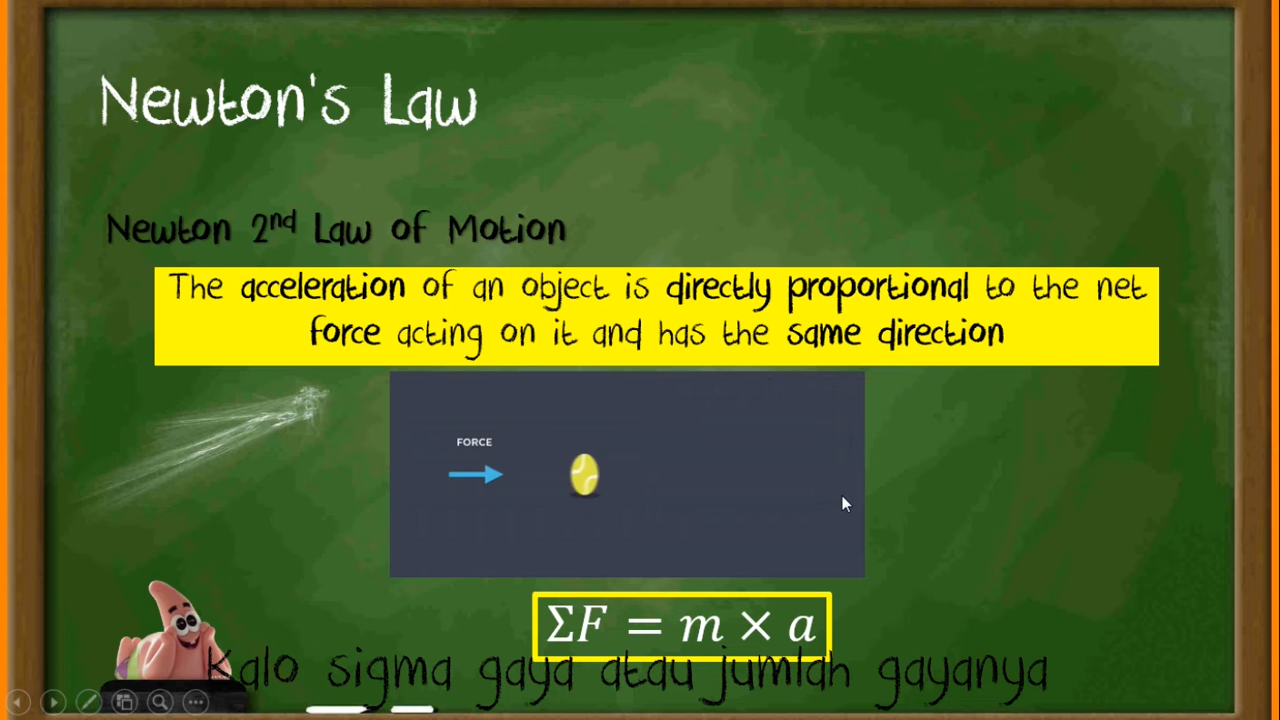 Newton's Law
Newton 2nd Law of Motion
The acceleration of an object is directly proportional to the net
force acting on it and has the same direction
FORCE
ΣF = m × a
Kalo sigma gaya atau jumlah gayanya